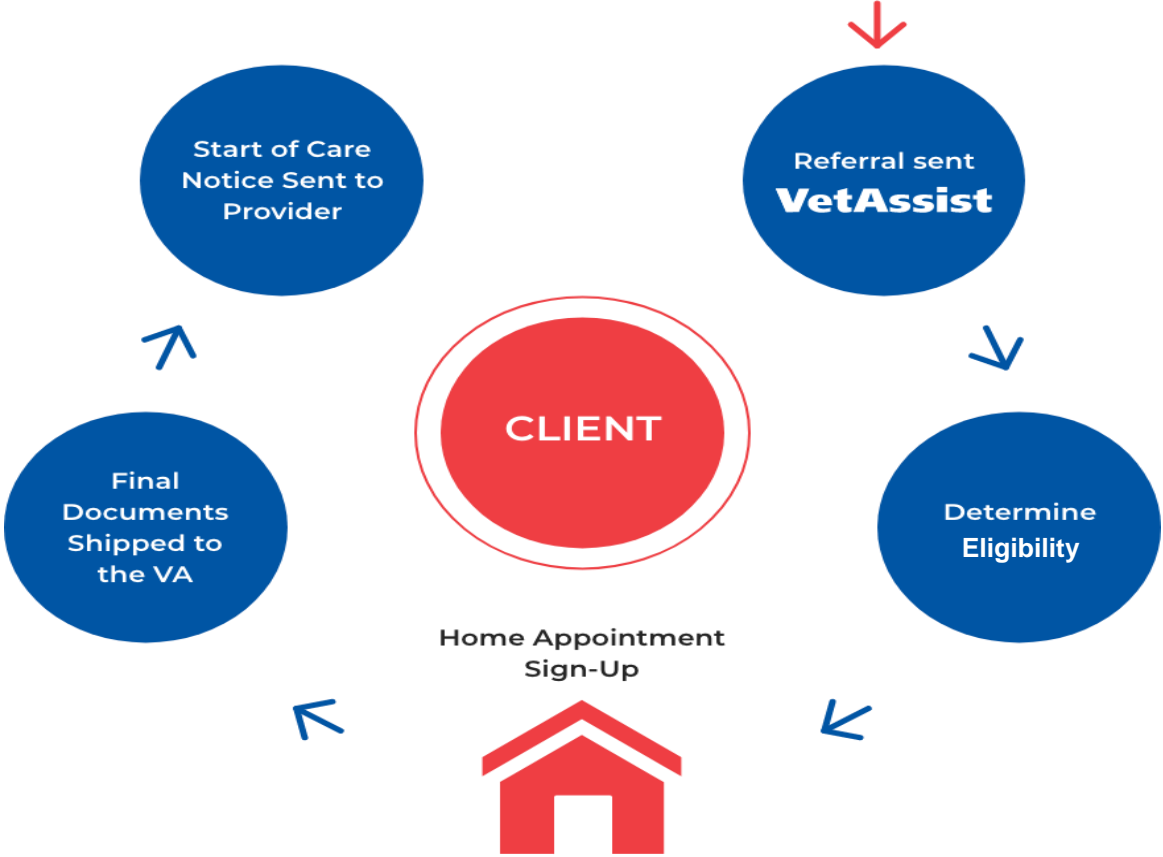 Start of Care
Notice Sent to
Provider
Referral sent
VetAssist
CLIENT
Final
Documents
Shipped to
the VA
Determine
Eligibility
Home Appointment
Sign-Up